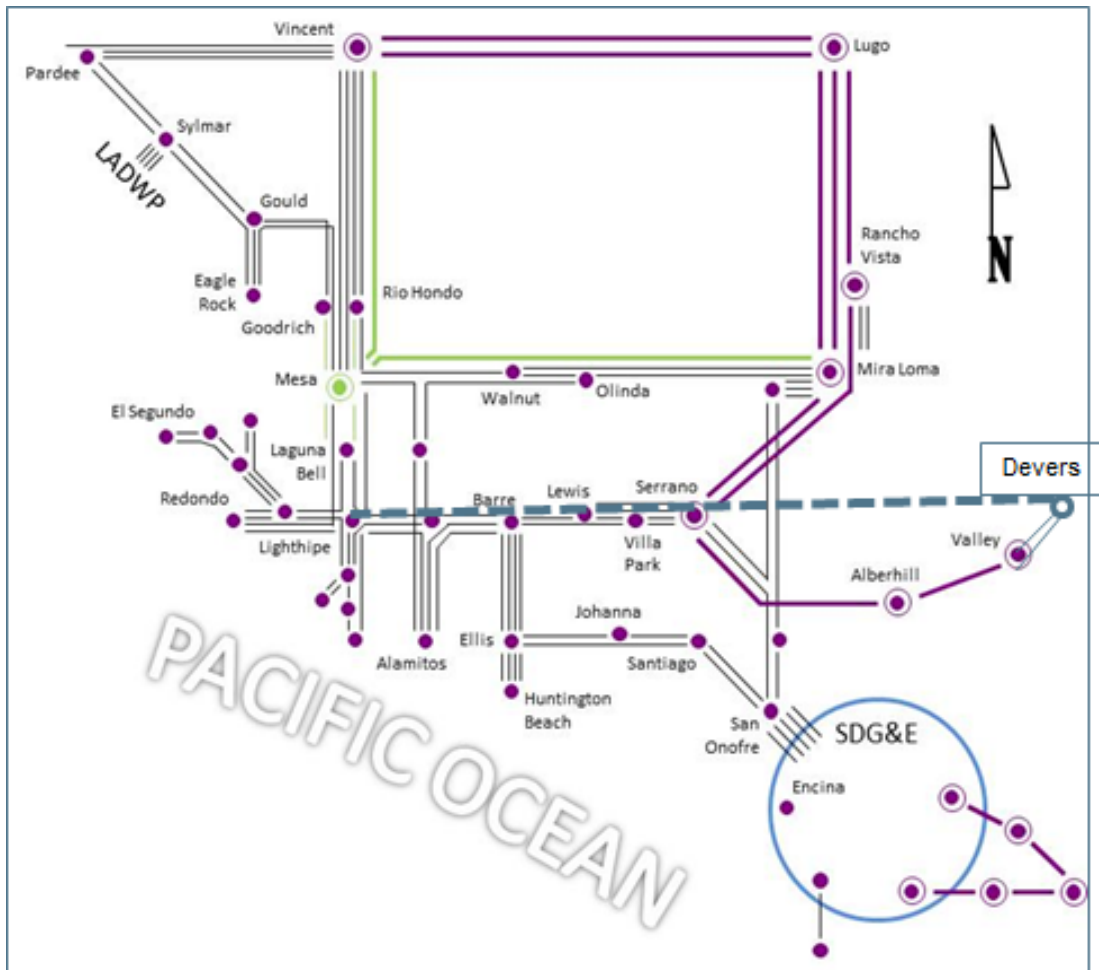 Vincent
Lugo
Pardee
Sylmar
LADWP
Gould
Rancho
Vista
N
Eagle
Rock
Rio Hondo
Goodrich
Mesa
Mira Loma
Walnut
Olinda
El Segundo
Laguna
Bell
Devers
Redondo
Barre
Lewis
Serrano
Lighthipe
Villa
Park
Valley
Alberhill
Johanna
PACIFIC OCEAN
Alamitos
Ellis
Santiago
Huntington
Beach
San
Onofre
SDG&E
Encina